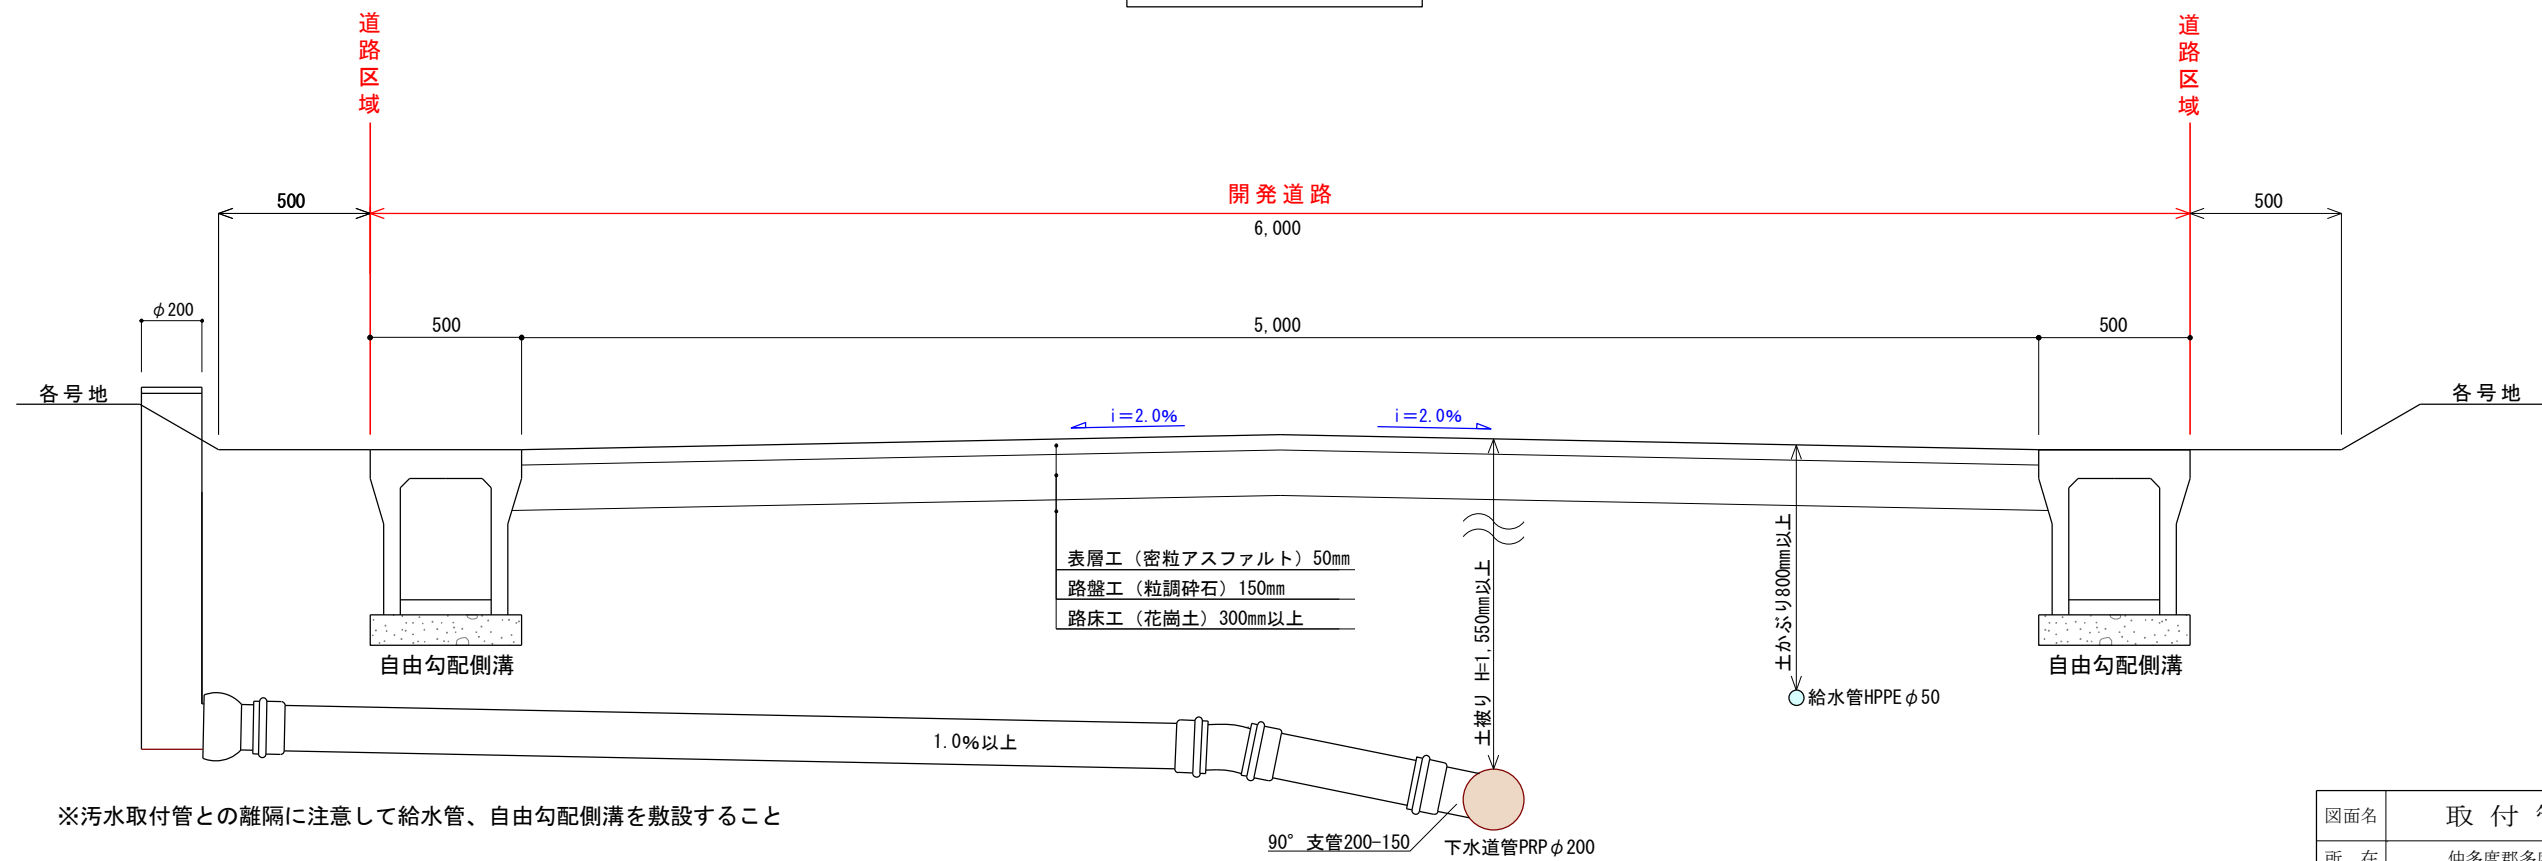 道路区域
道路区域
500
開発道路
500
6,000
φ200
500
5,000
500
各号地
各号地
i=2.0%
i=2.0%
表層工（密粒アスファルト）50mm
路盤工（粒調砕石）150mm
路床工（花崗土）300mm以上
土被り H=1,550mm以上
土かぶり800mm以上
自由勾配側溝
自由勾配側溝
給水管HPPEφ50
1.0%以上
※汚水取付管との離隔に注意して給水管、自由勾配側溝を敷設すること
90°支管200-150
下水道管PRPφ200
図面名
取付
所在
仲多度郡多